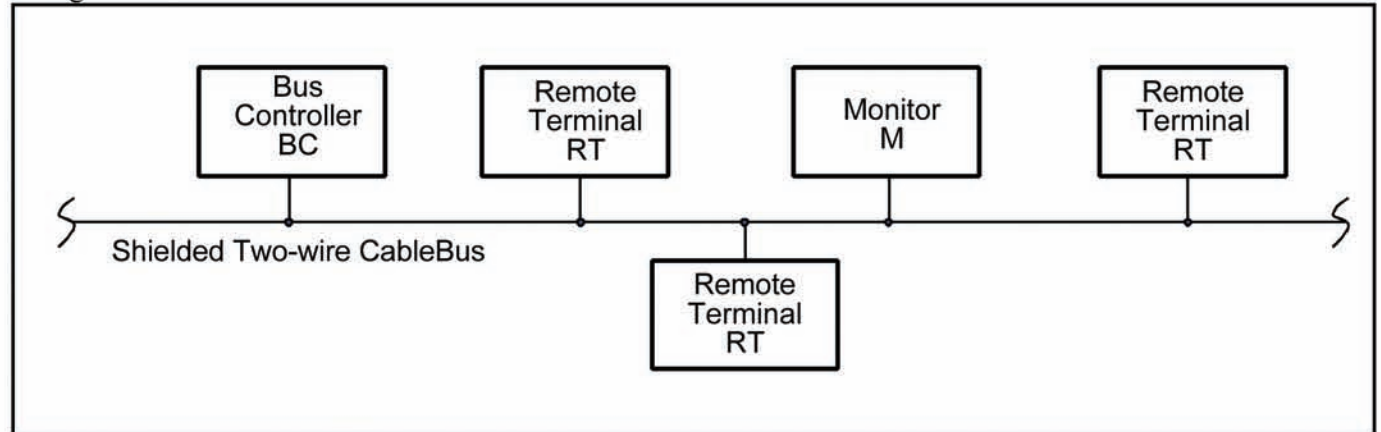 Bus
Controller
BC
Remote
Terminal
RT
Monitor
M
Remote
Terminal
RT
Shielded Two-wire CableBus
Remote
Terminal
RT